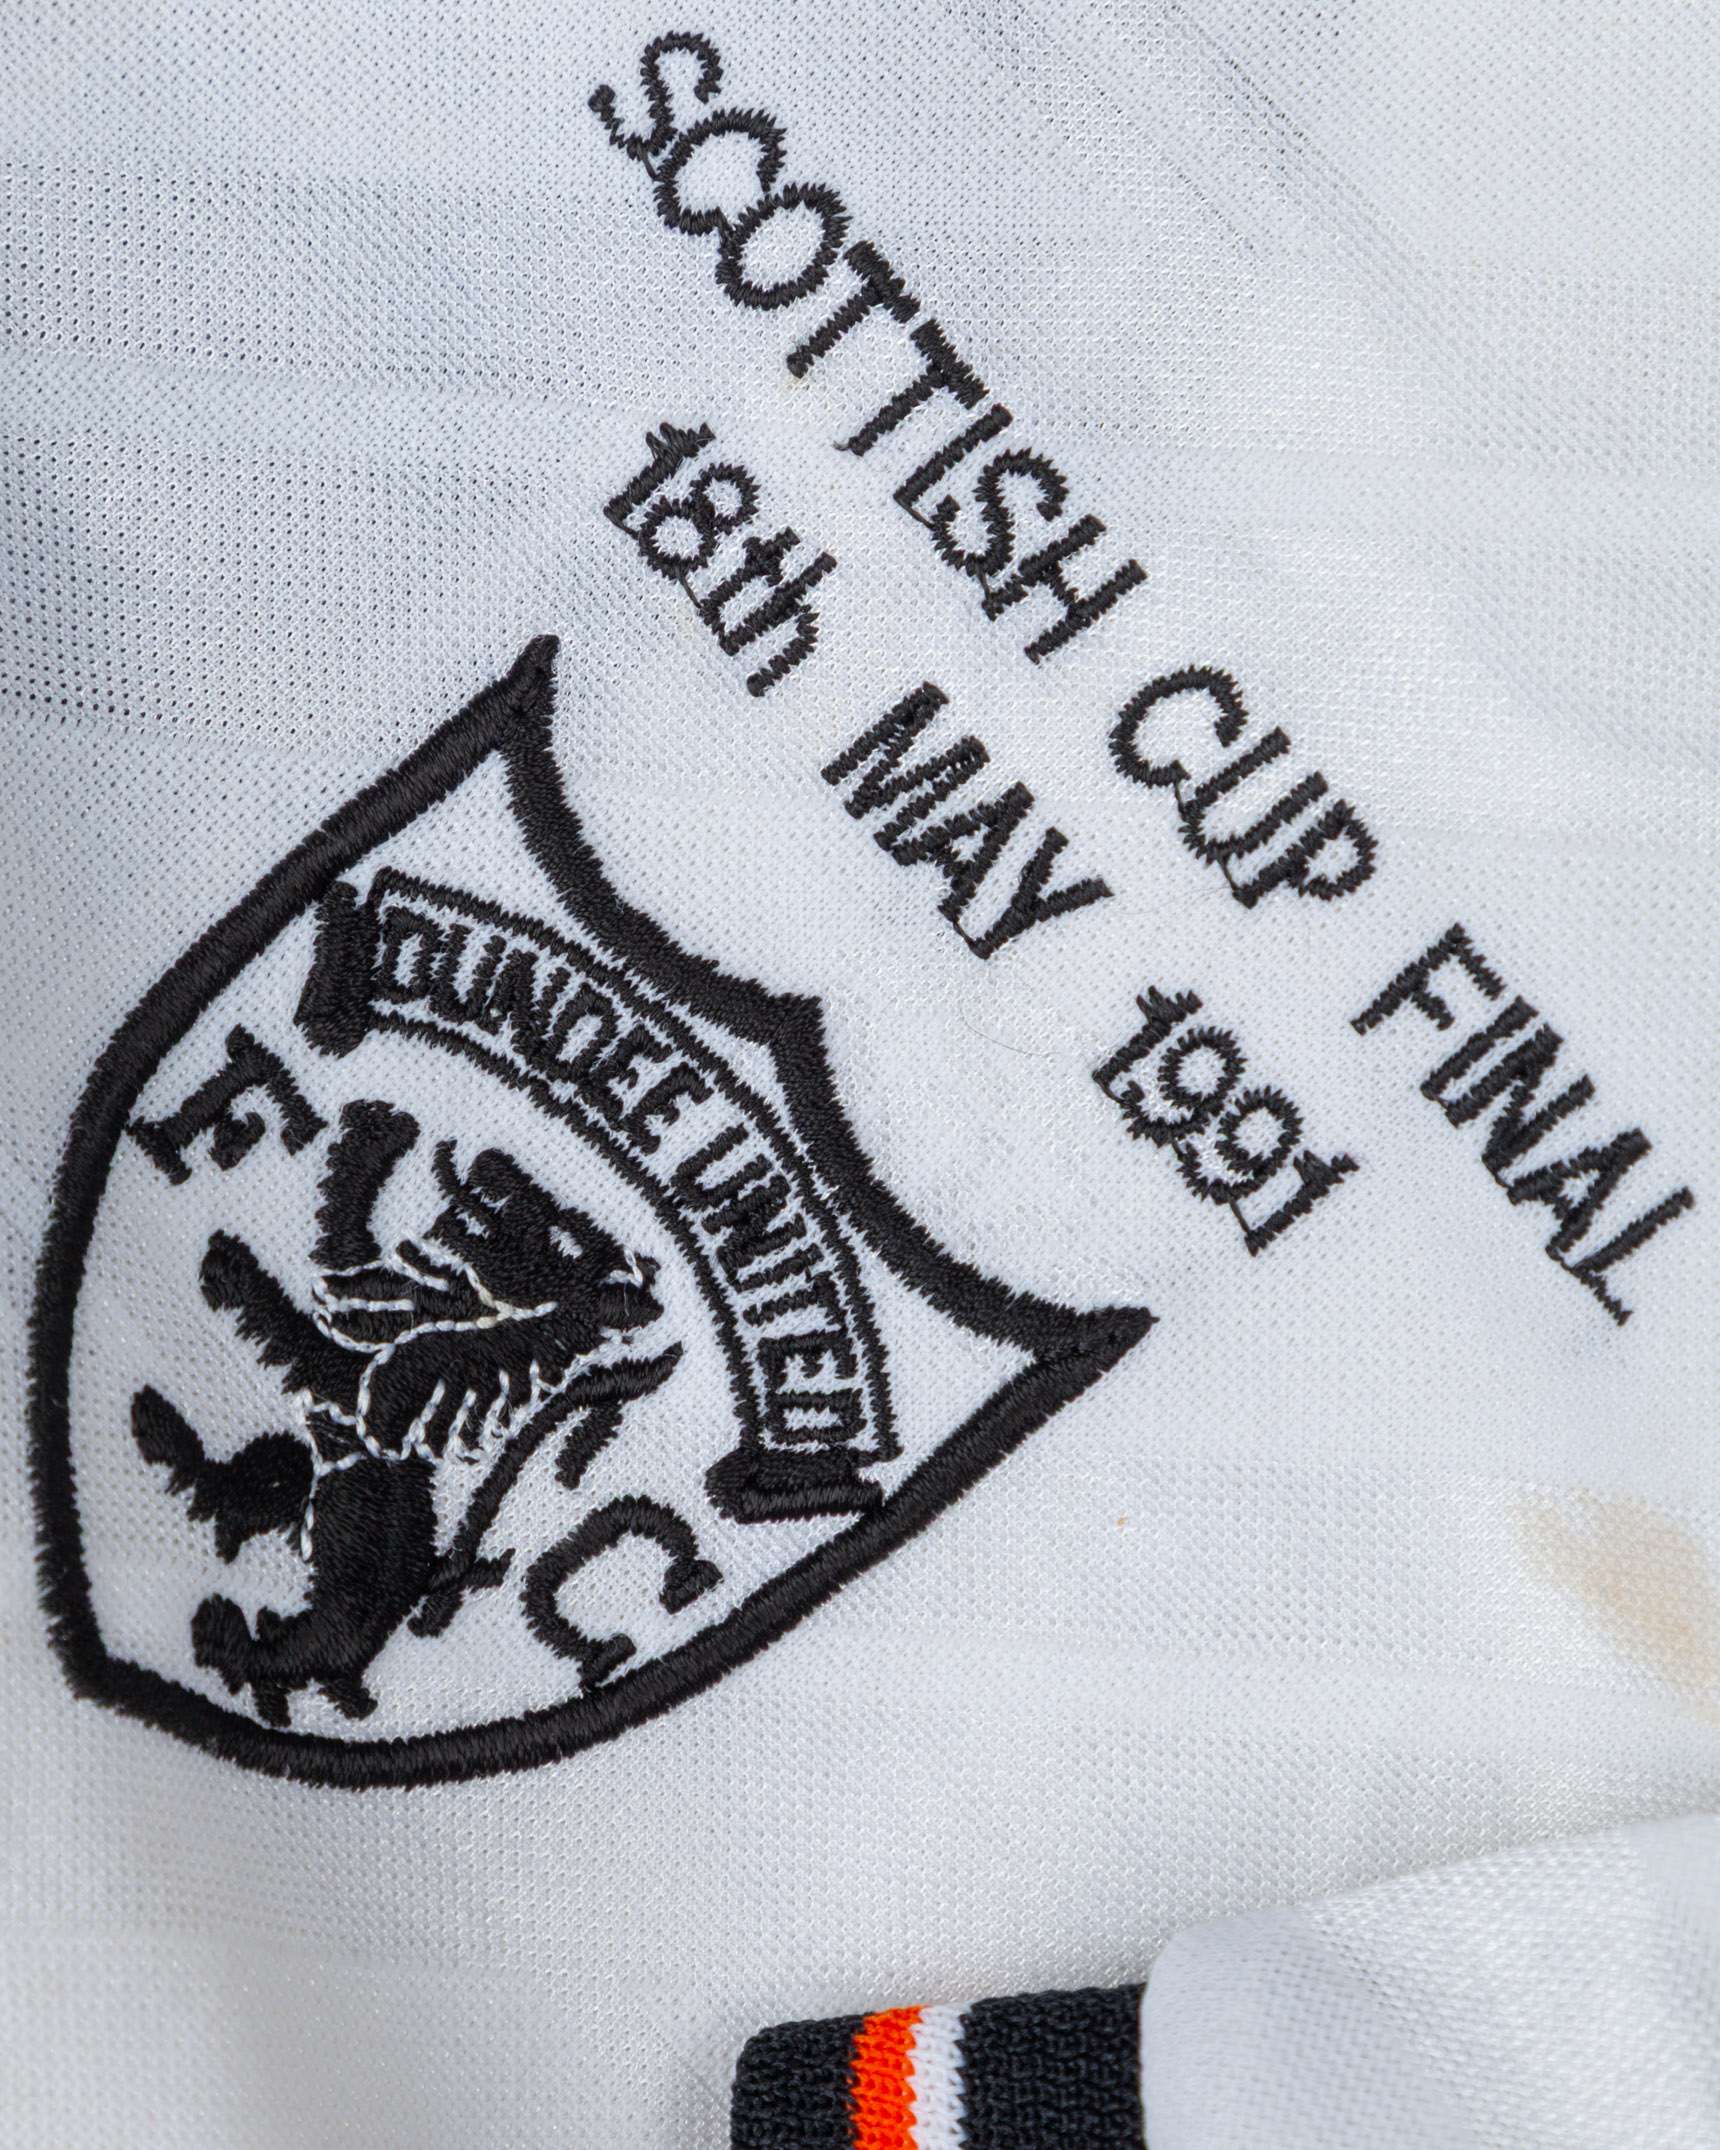 SCOTTISH CUP FINAL
18th MAY 1991
DUNDEE UNITED
F C